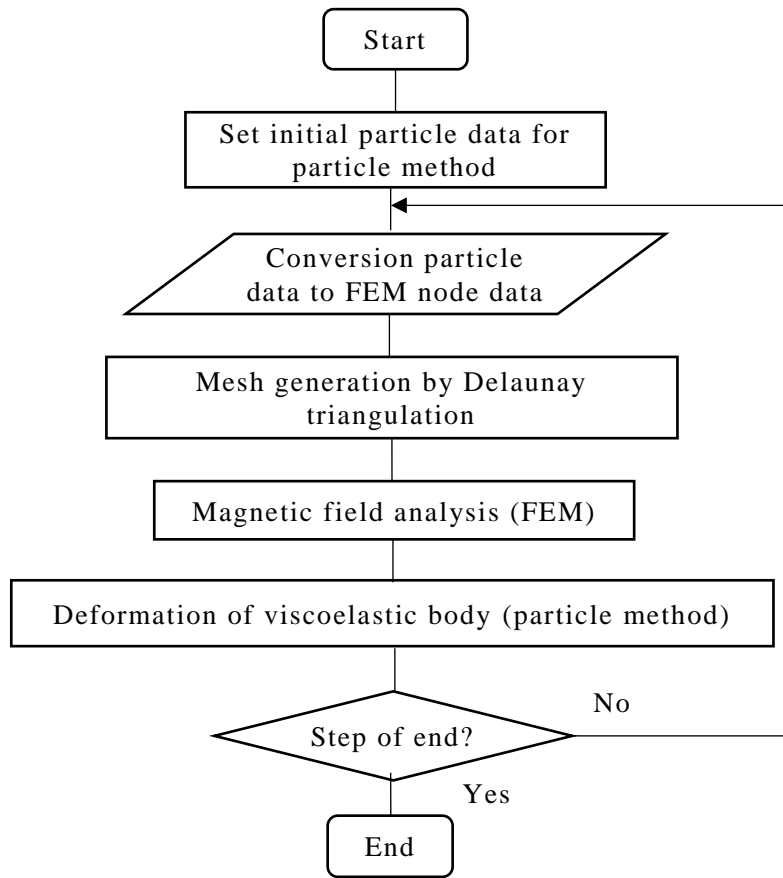 Start
Set initial particle data for
particle method
Conversion particle
data to FEM node data
Mesh generation by Delaunay
triangulation
Magnetic field analysis (FEM)
Deformation of viscoelastic body (particle method)
No
Step of end?
Yes
End